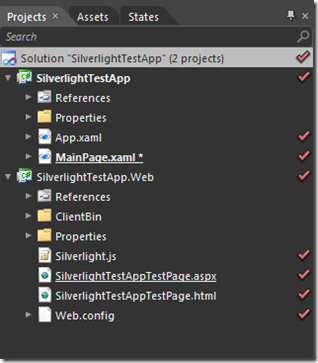 Projects × Assets States
Search
Solution "SilverlightTestApp" (2 projects)
SilverlightTestApp
References
Properties
App.xaml
MainPage.xaml *
SilverlightTestApp.Web
References
ClientBin
Properties
Silverlight.js
SilverlightTestAppTestPage.aspx
SilverlightTestAppTestPage.html
Web.config